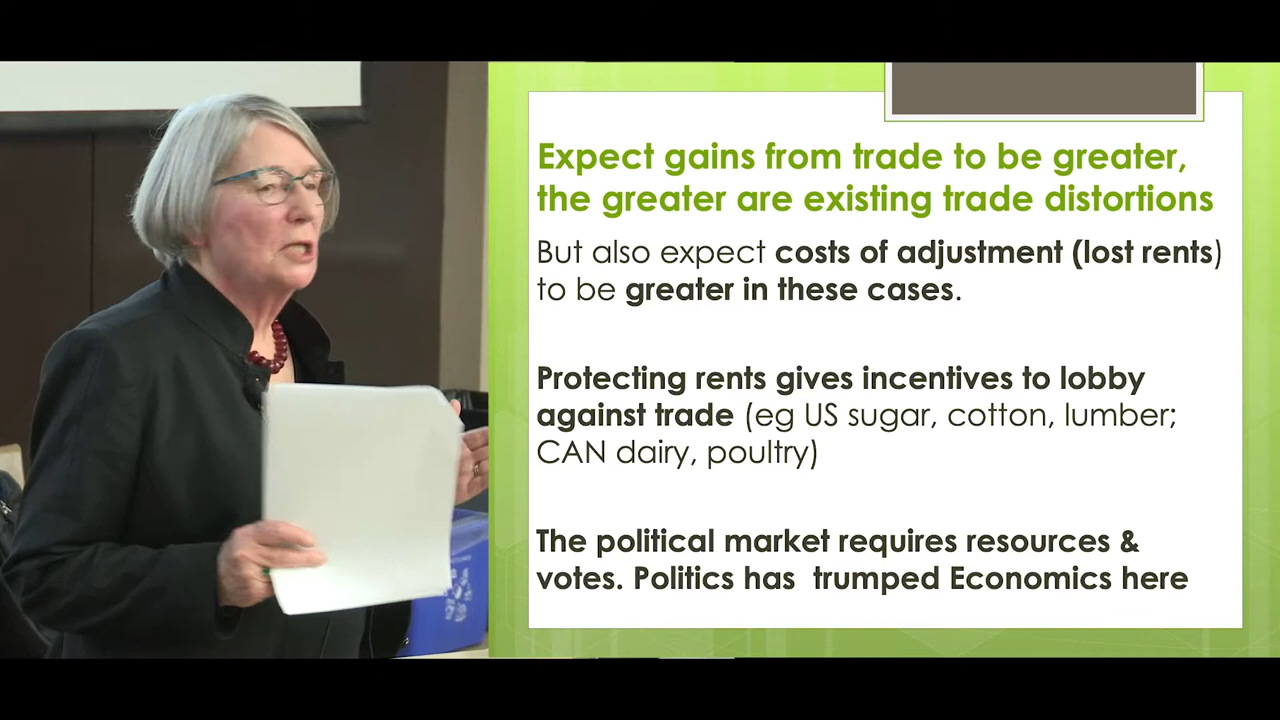 Expect gains from trade to be greater,
the greater are existing trade distortions
But also expect costs of adjustment (lost rents)
to be greater in these cases.
Protecting rents gives incentives to lobby
against trade (eg US sugar, cotton, lumber;
CAN dairy, poultry)
The political market requires resources &
votes. Politics has  trumped Economics here